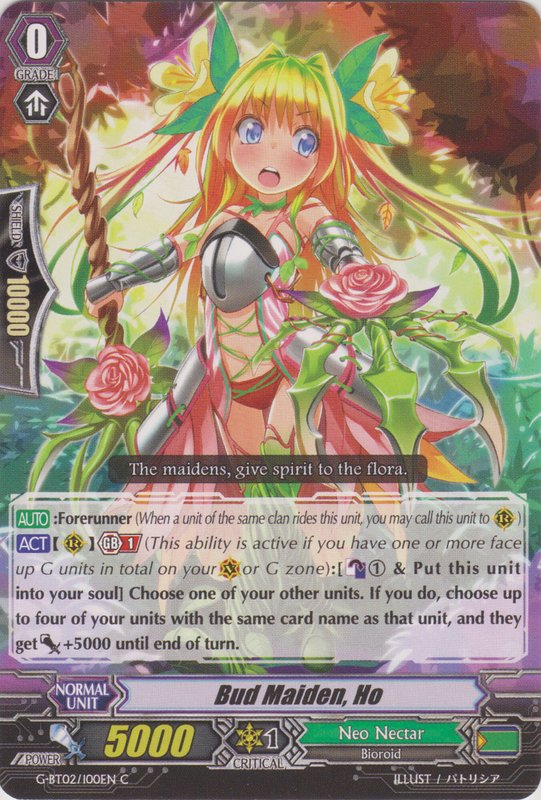 0
GRADE
SHIELD 10000
The maidens, give spirit to the flora.
AUTO :Forerunner (When a unit of the same clan rides this unit, you may call this unit to R)
ACT [ R ] GB 1 (This ability is active if you have one or more face
up G units in total on your V or G zone):[ ① & Put this unit
into your soul] Choose one of your other units. If you do, choose up
to four of your units with the same card name as that unit, and they
get +5000 until end of turn.
NORMAL
UNIT
Bud Maiden, Ho
POWER
5000
1
CRITICAL
Neo Nectar
Bioroid
G-BT02/100EN C
ILLUST / パトリシア